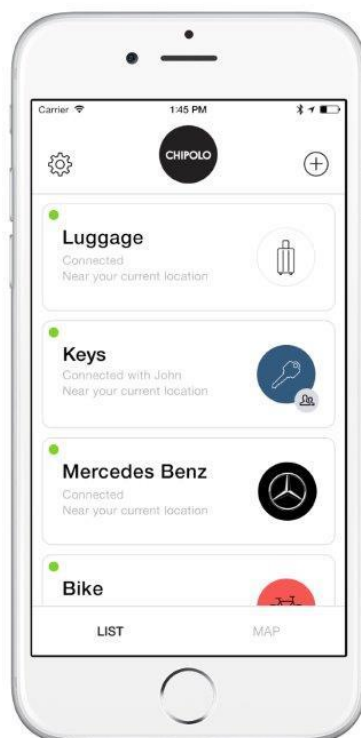 Carrier
1:45 PM
CHIPOLO
Luggage
Connected
Near your current location
Keys
Connected with John
Near your current location
Mercedes Benz
Connected
Near your current location
Bike
LIST
MAP